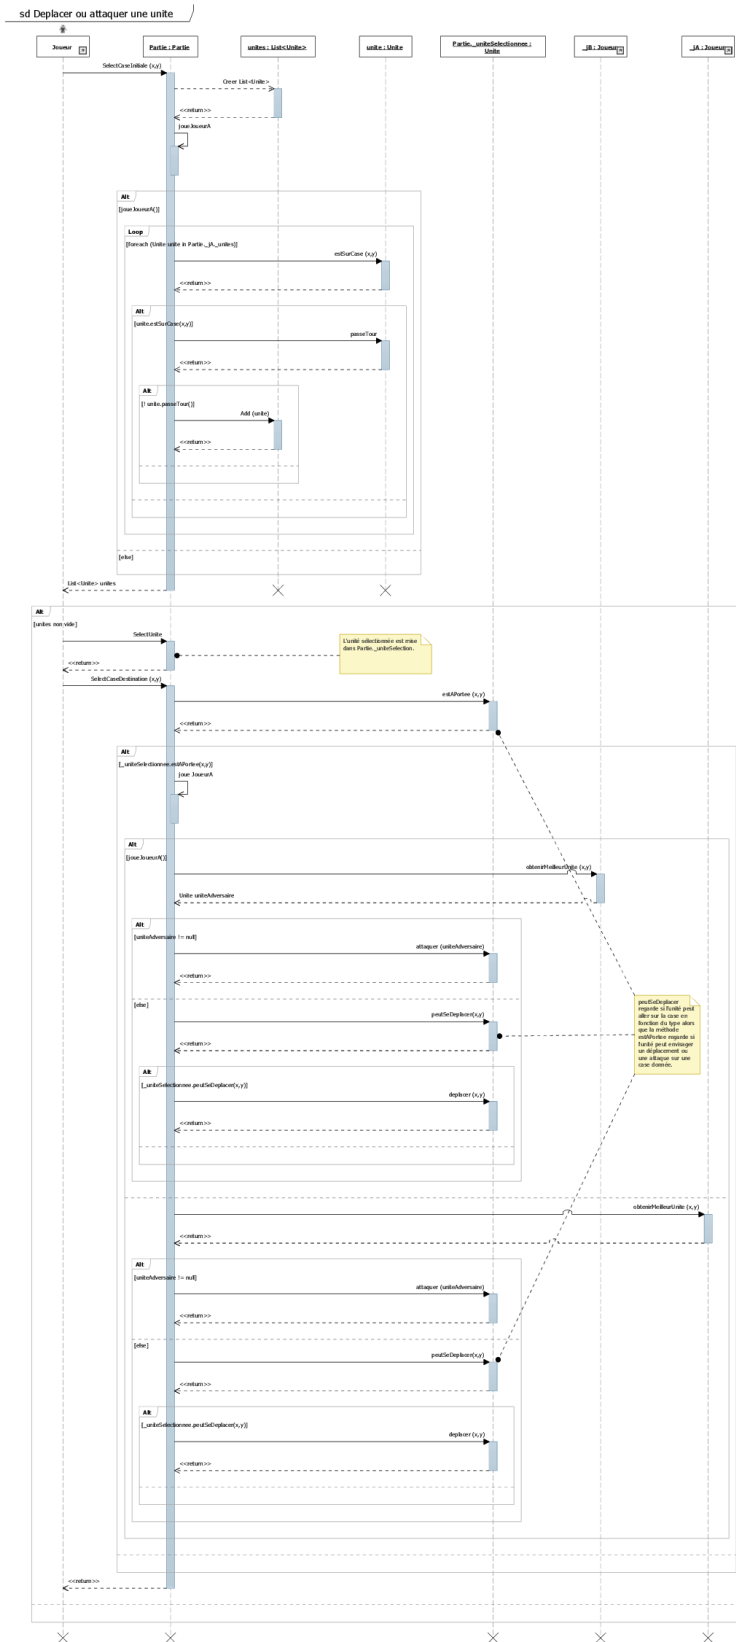 sd Deplacer ou attaquer une unite
Joueur
Partie : Partie
unites : List<Unite>
unite : Unite
Partie._uniteSelectionnee :
Unite
_jB : Joueur
_jA : Joueur
SelectCaseInitiale (x,y)
Creer List<Unite>
<<return>>
joueJoueurA
Alt
[joueJoueurA()]
Loop
[foreach (Unite unite in Partie._jA._unites)]
estSurCase (x,y)
<<return>>
Alt
[unite.estSurCase(x,y)]
passeTour
<<return>>
Alt
[! unite.passeTour()]
Add (unite)
<<return>>
[else]
List<Unite> unites
Alt
[unites non vide]
SelectUnite
L'unité sélectionnée est mise
dans Partie._uniteSelection.
<<return>>
SelectCaseDestination (x,y)
estAPortee (x,y)
<<return>>
Alt
[_uniteSelectionnee.estAPortee(x,y)]
joue JoueurA
Alt
[joueJoueurA()]
obtenirMeilleurUnite (x,y)
Unite uniteAdversaire
Alt
[uniteAdversaire != null]
attaquer (uniteAdversaire)
<<return>>
[else]
peutSeDeplacer (x,y)
<<return>>
peutSeDeplacer
regarde si l'unité peut
aller sur la case en
fonction du type alors
que la méthode
estAPortee regarde si
l'unité peut envisager
un déplacement ou
une attaque sur une
case donnée.
Alt
[_uniteSelectionnee.peutSeDeplacer(x,y)]
deplacer (x,y)
<<return>>
obtenirMeilleurUnite (x,y)
<<return>>
Alt
[uniteAdversaire != null]
attaquer (uniteAdversaire)
<<return>>
[else]
peutSeDeplacer(x,y)
<<return>>
Alt
[_uniteSelectionnee.peutSeDeplacer(x,y)]
deplacer (x,y)
<<return>>
<<return>>